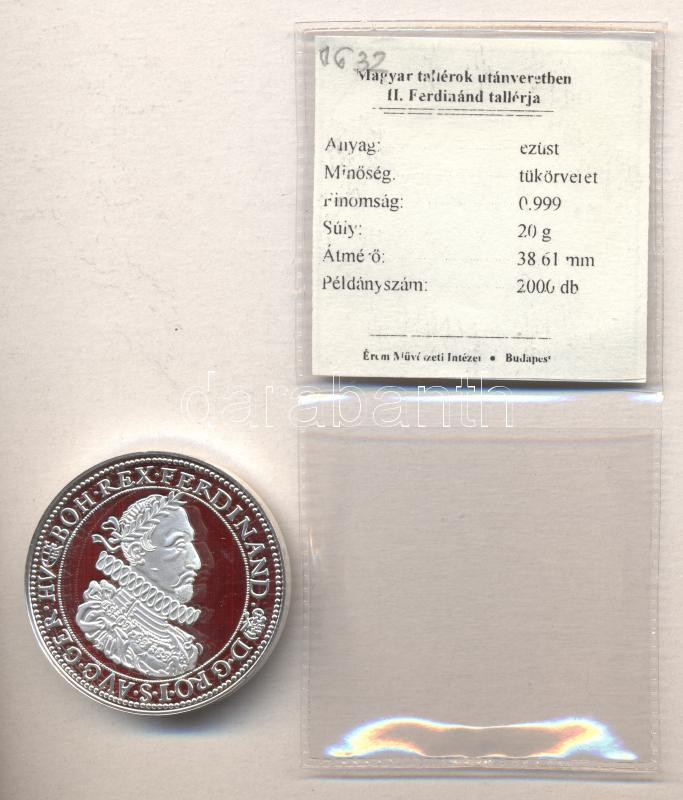 1632
Magyar tallérok utánveretben
II. Ferdinánd tallérja
Anyag: ezüst
Minőség. tükörveret
Finomság: 0.999
Súly: 20 g
Átmérő: 38 61 mm
Példányszám: 2000 db
Érem Művészeti Intézet • Budapest
darabanth
FERDINAND · D · G · RO · I · S · AVG · GER · HV BOH · REX ·